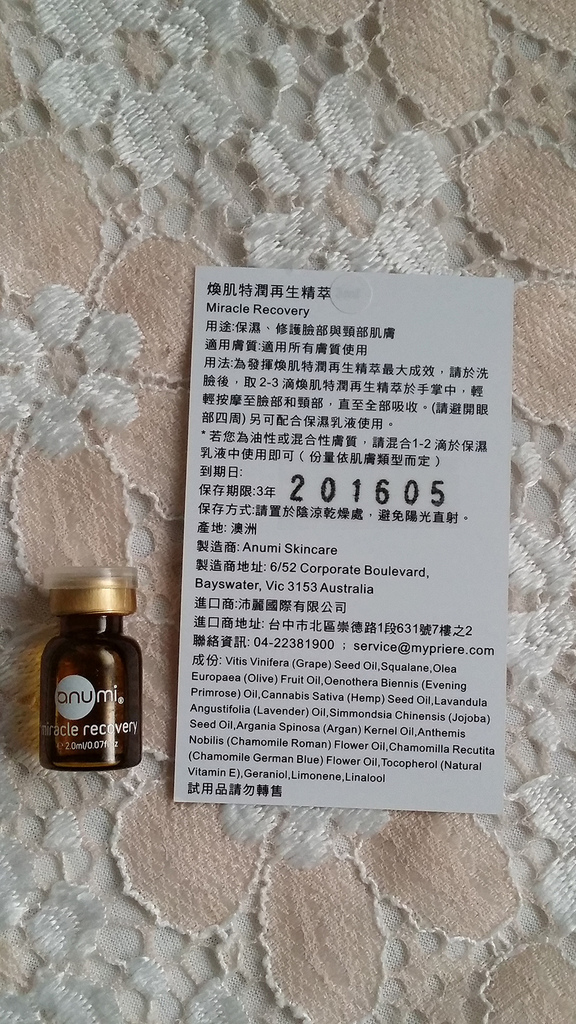 煥肌特潤再生精萃
Miracle Recovery
用途:保濕、修護臉部與頸部肌膚
適用膚質:適用所有膚質使用
用法:為發揮煥肌特潤再生精萃最大成效，請於洗
臉後，取2-3滴煥肌特潤再生精萃於手掌中，輕
輕按摩至臉部和頸部，直至全部吸收。(請避開眼
部四周) 另可配合保濕乳液使用。
*若您為油性或混合性膚質，請混合1-2 滴於保濕
乳液中使用即可 ( 份量依肌膚類型而定 )
到期日:
201605
保存期限:3年
保存方式:請置於陰涼乾燥處，避免陽光直射。
產地: 澳洲
製造商: Anumi Skincare
製造商地址: 6/52 Corporate Boulevard,
Bayswater, Vic 3153 Australia
進口商:沛麗國際有限公司
進口商地址: 台中市北區崇德路1段631號7樓之2
聯絡資訊: 04-22381900 ； service@mypriere.com
成份: Vitis Vinifera (Grape) Seed Oil,Squalane,Olea
Europaea (Olive) Fruit Oil,Oenothera Biennis (Evening
Primrose) Oil,Cannabis Sativa (Hemp) Seed Oil,Lavandula
Angustifolia (Lavender) Oil,Simmondsia Chinensis (Jojoba)
Seed Oil,Argania Spinosa (Argan) Kernel Oil,Anthemis
Nobilis (Chamomile Roman) Flower Oil,Chamomilla Recutita
(Chamomile German Blue) Flower Oil,Tocopherol (Natural
Vitamin E),Geraniol,Limonene,Linalool
試用品請勿轉售
anumi®
miracle recovery
2.0ml/0.07fl oz